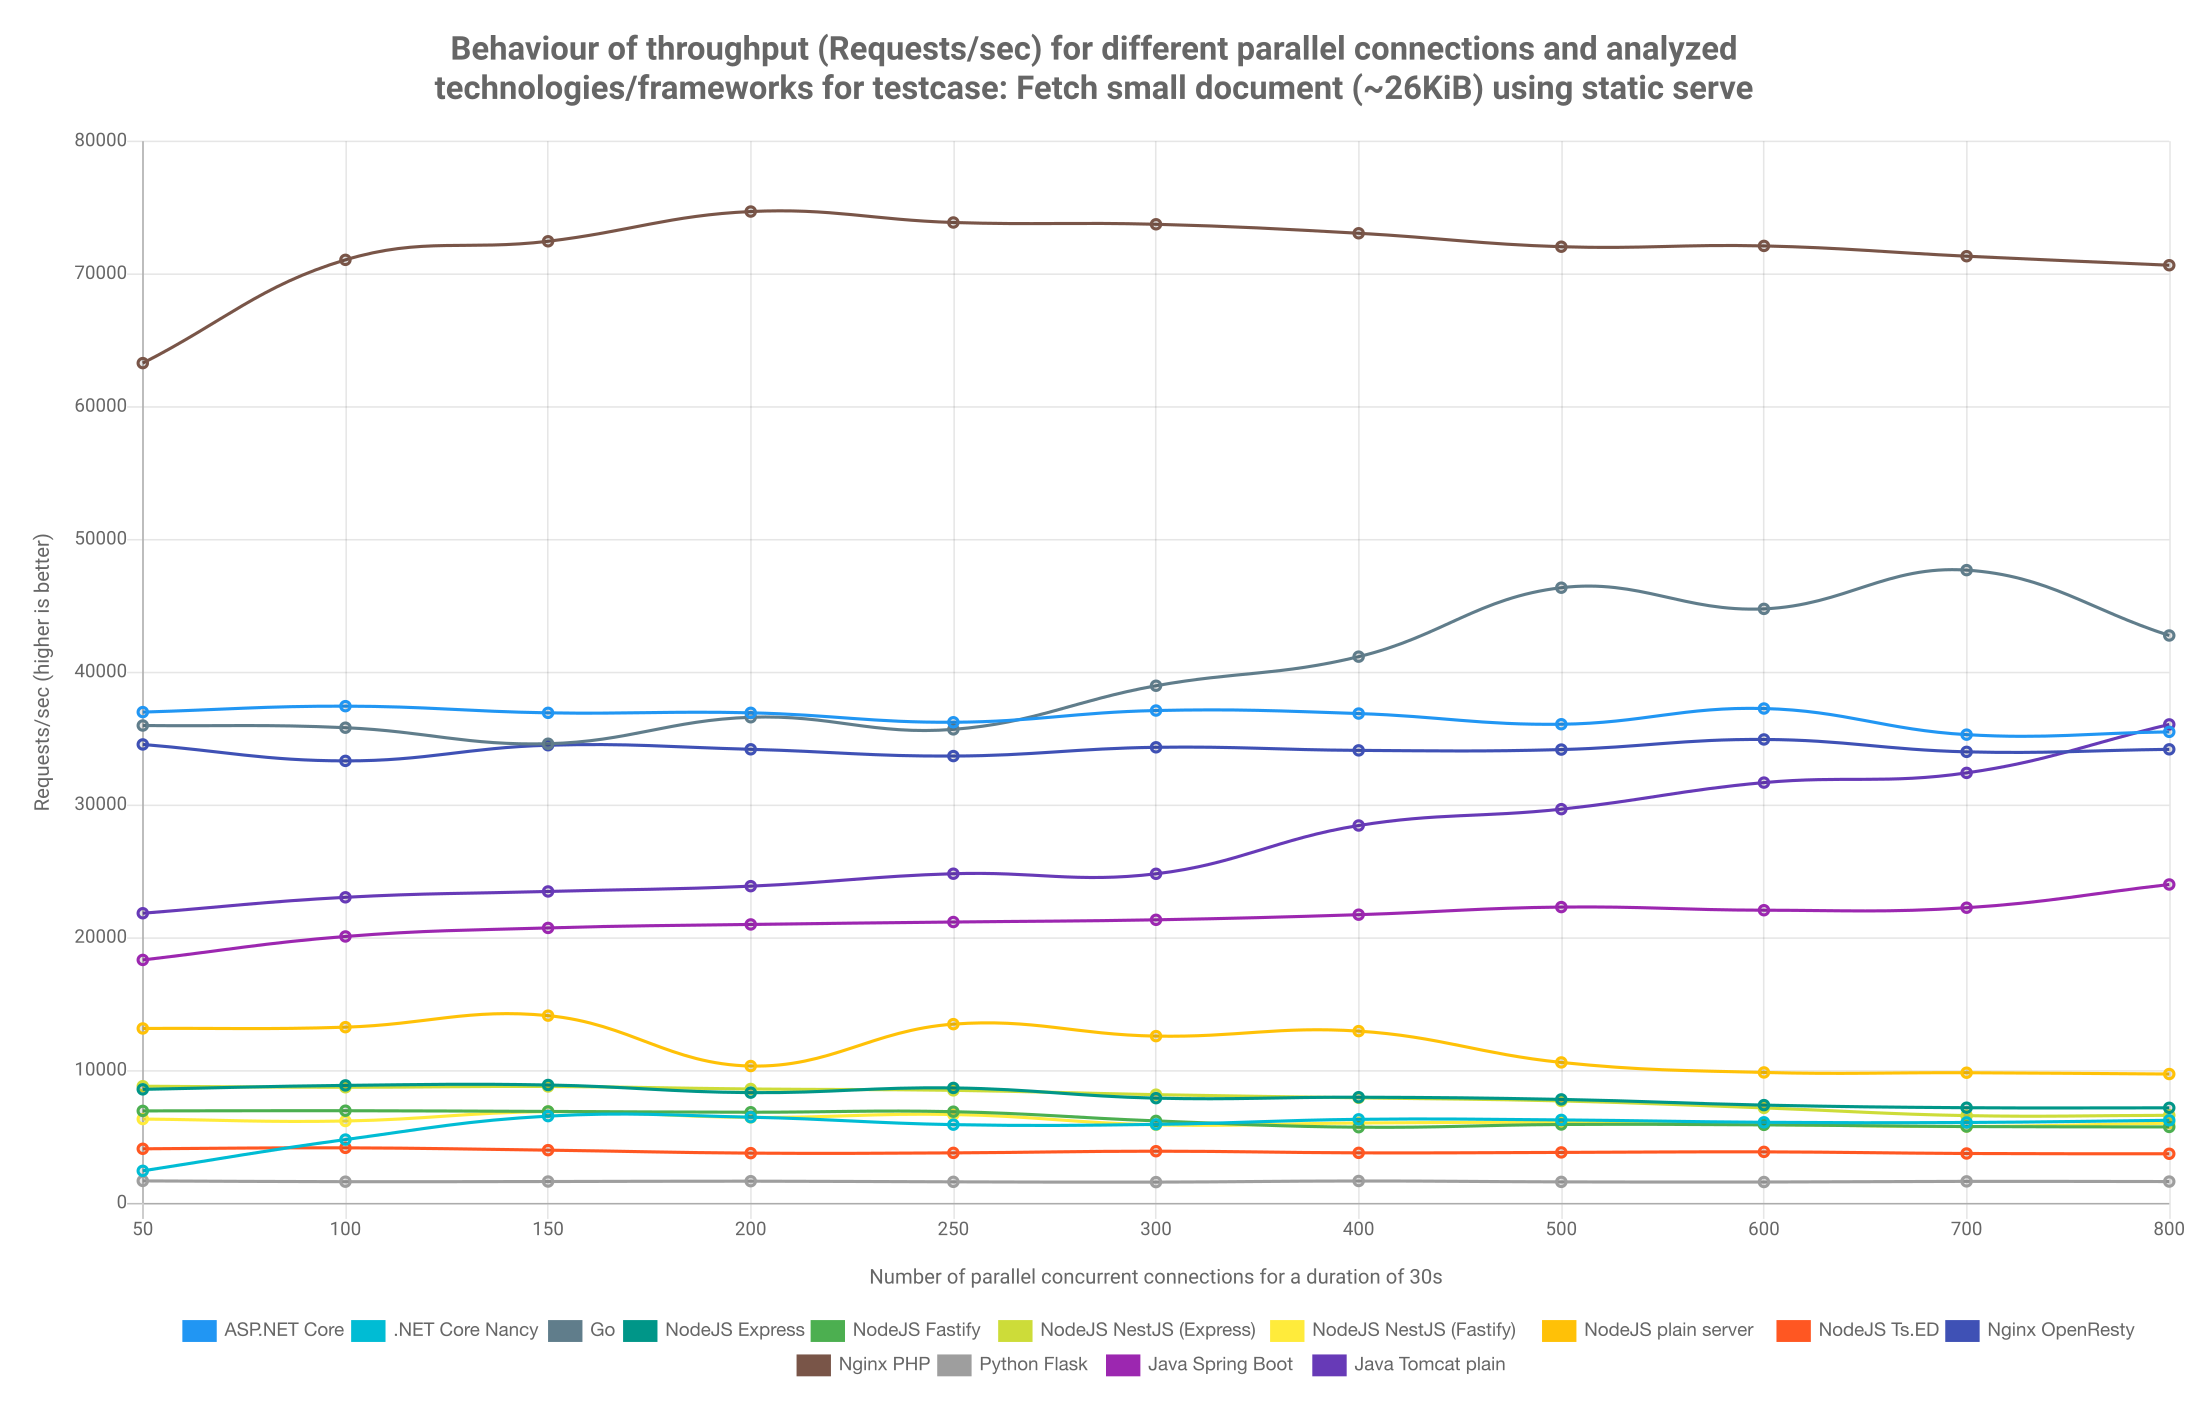 Behaviour of throughput (Requests/sec) for different parallel connections and analyzed
technologies/frameworks for testcase: Fetch small document (~26KiB) using static serve
80000
70000
60000
50000
40000
30000
20000
10000
0
Requests/sec (higher is better)
50 100 150 200 250 300 400 500 600 700 800
Number of parallel concurrent connections for a duration of 30s
ASP.NET Core .NET Core Nancy Go NodeJS Express NodeJS Fastify NodeJS NestJS (Express) NodeJS NestJS (Fastify) NodeJS plain server NodeJS Ts.ED Nginx OpenResty
Nginx PHP Python Flask Java Spring Boot Java Tomcat plain